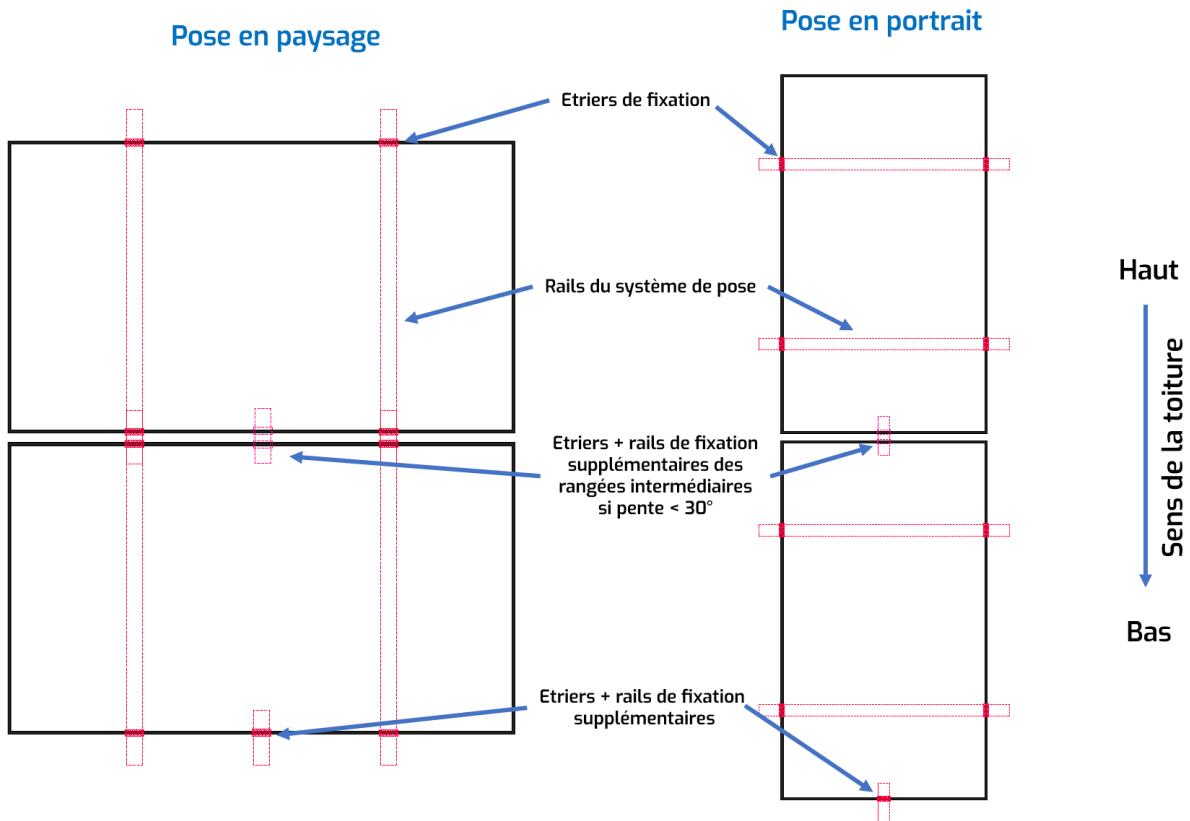 Pose en paysage
Pose en portrait
Etriers de fixation
Rails du système de pose
Etriers + rails de fixation
supplémentaires des
rangées intermédiaires
si pente < 30°
Etriers + rails de fixation
supplémentaires
Haut
Sens de la toiture
Bas